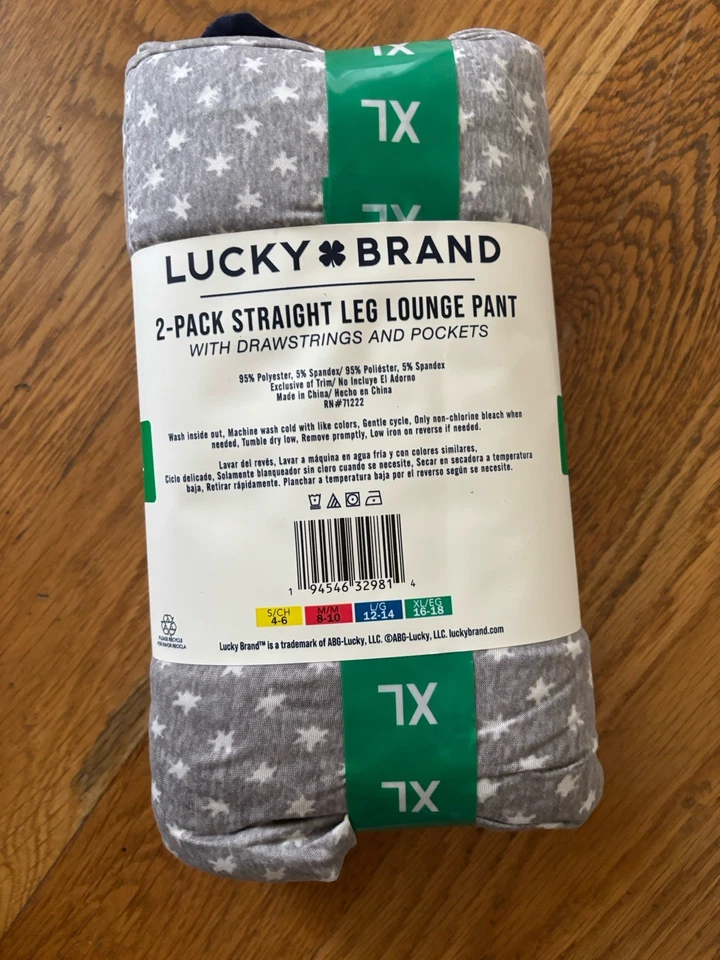 XL
XL
XL
LUCKY BRAND
2-PACK STRAIGHT LEG LOUNGE PANT
WITH DRAWSTRINGS AND POCKETS
95% Polyester, 5% Spandex/ 95% Poliéster, 5% Spandex
Exclusive of Trim/ No Incluye El Adorno
Made in China/ Hecho en China
RN#71222
Wash inside out, Machine wash cold with like colors, Gentle cycle, Only non-chlorine bleach when
needed, Tumble dry low, Remove promptly, Low iron on reverse if needed.
Lavar del revés, Lavar a máquina en agua fría y con colores similares,
Ciclo delicado, Solamente blanqueador sin cloro cuando se necesite, Secar en secadora a temperatura
baja, Retirar rápidamente. Planchar a temperatura baja por el reverso según se necesite.
1 94546 32981 4
S/CH M/M L/G XL/EG
4-6 8-10 12-14 16-18
PLEASE RECYCLE
POR FAVOR RECICLA
Lucky Brand™ is a trademark of ABG-Lucky, LLC. ©ABG-Lucky, LLC. luckybrand.com
XL
XL